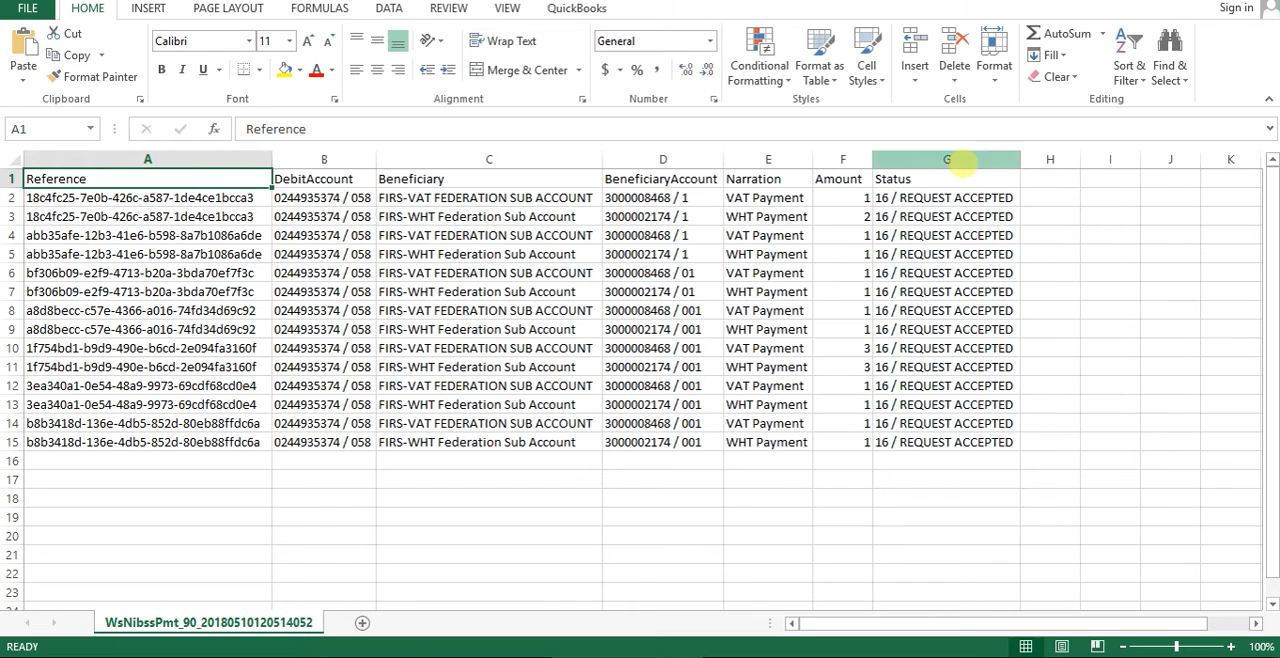 FILE HOME INSERT PAGE LAYOUT FORMULAS DATA REVIEW VIEW QuickBooks Sign in
Paste Cut Copy Format Painter Clipboard
Calibri 11 B I U A A A Font
Wrap Text Merge & Center Alignment
General $ % , Number
Conditional Formatting Format as Table Cell Styles Styles
Insert Delete Format Cells
AutoSum Fill Clear Sort & Filter Find & Select Editing
A1 fx Reference
A B C D E F G H I J K
1 Reference DebitAccount Beneficiary BeneficiaryAccount Narration Amount Status
2 18c4fc25-7e0b-426c-a587-1de4ce1bcca3 0244935374 / 058 FIRS-VAT FEDERATION SUB ACCOUNT 3000008468 / 1 VAT Payment 1 16 / REQUEST ACCEPTED
3 18c4fc25-7e0b-426c-a587-1de4ce1bcca3 0244935374 / 058 FIRS-WHT Federation Sub Account 3000002174 / 1 WHT Payment 2 16 / REQUEST ACCEPTED
4 abb35afe-12b3-41e6-b598-8a7b1086a6de 0244935374 / 058 FIRS-VAT FEDERATION SUB ACCOUNT 3000008468 / 1 VAT Payment 1 16 / REQUEST ACCEPTED
5 abb35afe-12b3-41e6-b598-8a7b1086a6de 0244935374 / 058 FIRS-WHT Federation Sub Account 3000002174 / 1 WHT Payment 1 16 / REQUEST ACCEPTED
6 bf306b09-e2f9-4713-b20a-3bda70ef7f3c 0244935374 / 058 FIRS-VAT FEDERATION SUB ACCOUNT 3000008468 / 01 VAT Payment 1 16 / REQUEST ACCEPTED
7 bf306b09-e2f9-4713-b20a-3bda70ef7f3c 0244935374 / 058 FIRS-WHT Federation Sub Account 3000002174 / 01 WHT Payment 1 16 / REQUEST ACCEPTED
8 a8d8becc-c57e-4366-a016-74fd34d69c92 0244935374 / 058 FIRS-VAT FEDERATION SUB ACCOUNT 3000008468 / 001 VAT Payment 1 16 / REQUEST ACCEPTED
9 a8d8becc-c57e-4366-a016-74fd34d69c92 0244935374 / 058 FIRS-WHT Federation Sub Account 3000002174 / 001 WHT Payment 1 16 / REQUEST ACCEPTED
10 1f754bd1-b9d9-490e-b6cd-2e094fa3160f 0244935374 / 058 FIRS-VAT FEDERATION SUB ACCOUNT 3000008468 / 001 VAT Payment 3 16 / REQUEST ACCEPTED
11 1f754bd1-b9d9-490e-b6cd-2e094fa3160f 0244935374 / 058 FIRS-WHT Federation Sub Account 3000002174 / 001 WHT Payment 3 16 / REQUEST ACCEPTED
12 3ea340a1-0e54-48a9-9973-69cdf68cd0e4 0244935374 / 058 FIRS-VAT FEDERATION SUB ACCOUNT 3000008468 / 001 VAT Payment 1 16 / REQUEST ACCEPTED
13 3ea340a1-0e54-48a9-9973-69cdf68cd0e4 0244935374 / 058 FIRS-WHT Federation Sub Account 3000002174 / 001 WHT Payment 1 16 / REQUEST ACCEPTED
14 b8b3418d-136e-4db5-852d-80eb88ffdc6a 0244935374 / 058 FIRS-VAT FEDERATION SUB ACCOUNT 3000008468 / 001 VAT Payment 1 16 / REQUEST ACCEPTED
15 b8b3418d-136e-4db5-852d-80eb88ffdc6a 0244935374 / 058 FIRS-WHT Federation Sub Account 3000002174 / 001 WHT Payment 1 16 / REQUEST ACCEPTED
16
17
18
19
20
21
22
23
WsNibssPmt_90_20180510120514052
READY 100%